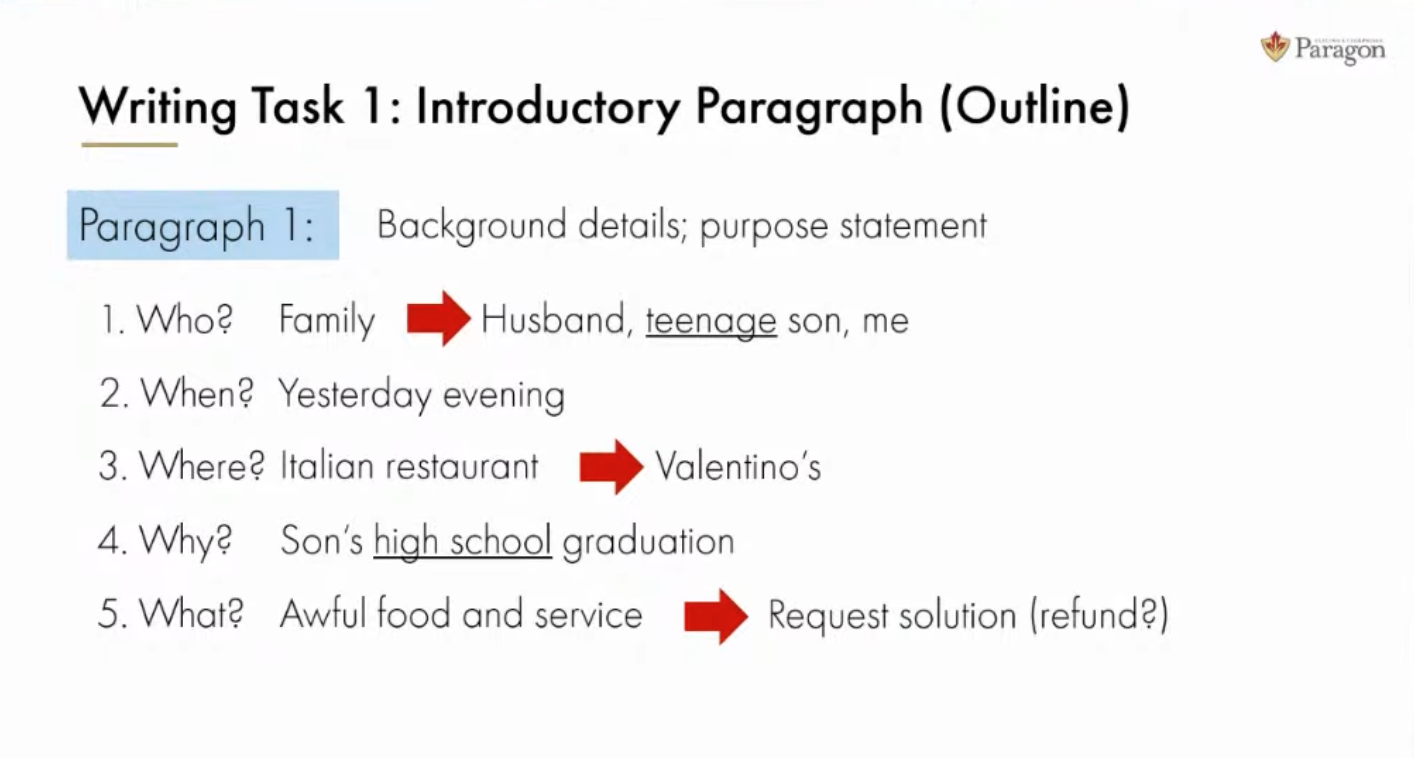 Paragon
Writing Task 1: Introductory Paragraph (Outline)
Paragraph 1: Background details; purpose statement
1. Who? Family Husband, teenage son, me
2. When? Yesterday evening
3. Where? Italian restaurant Valentino's
4. Why? Son's high school graduation
5. What? Awful food and service Request solution (refund?)